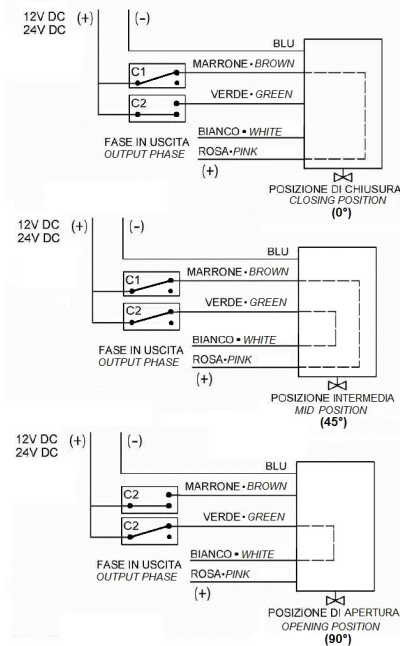 12V DC (+) (-)
24V DC
BLU
C1
MARRONE•BROWN
C2
VERDE•GREEN
BIANCO•WHITE
FASE IN USCITA
OUTPUT PHASE
ROSA•PINK
(+)
POSIZIONE DI CHIUSURA
CLOSING POSITION
(0°)
12V DC (+) (-)
24V DC
BLU
C1
MARRONE•BROWN
C2
VERDE•GREEN
BIANCO•WHITE
FASE IN USCITA
OUTPUT PHASE
ROSA•PINK
(+)
POSIZIONE INTERMEDIA
MID POSITION
(45°)
12V DC (+) (-)
24V DC
BLU
C2
MARRONE•BROWN
C2
VERDE•GREEN
BIANCO•WHITE
FASE IN USCITA
OUTPUT PHASE
ROSA•PINK
(+)
POSIZIONE DI APERTURA
OPENING POSITION
(90°)